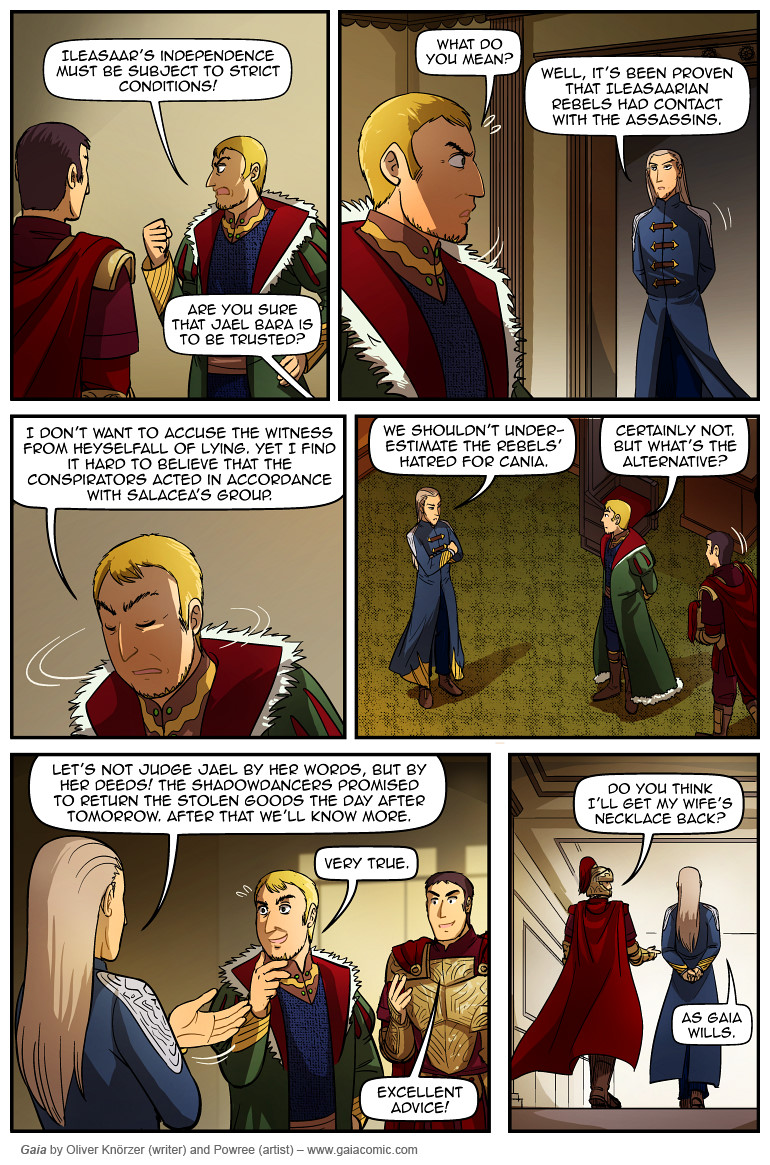 ILEASAAR'S INDEPENDENCE
MUST BE SUBJECT TO STRICT
CONDITIONS!
ARE YOU SURE
THAT JAEL BARA IS
TO BE TRUSTED?
WHAT DO
YOU MEAN?
WELL, IT'S BEEN PROVEN
THAT ILEASAARIAN
REBELS HAD CONTACT
WITH THE ASSASSINS.
I DON'T WANT TO ACCUSE THE WITNESS
FROM HEYSELFALL OF LYING. YET I FIND
IT HARD TO BELIEVE THAT THE
CONSPIRATORS ACTED IN ACCORDANCE
WITH SALACEA'S GROUP.
WE SHOULDN'T UNDER-
ESTIMATE THE REBELS'
HATRED FOR CANIA.
CERTAINLY NOT.
BUT WHAT'S THE
ALTERNATIVE?
LET'S NOT JUDGE JAEL BY HER WORDS, BUT BY
HER DEEDS! THE SHADOWDANCERS PROMISED
TO RETURN THE STOLEN GOODS THE DAY AFTER
TOMORROW. AFTER THAT WE'LL KNOW MORE.
VERY TRUE.
EXCELLENT
ADVICE!
DO YOU THINK
I'LL GET MY WIFE'S
NECKLACE BACK?
AS GAIA
WILLS.
Gaia by Oliver Knörzer (writer) and Powree (artist) – www.gaiacomic.com